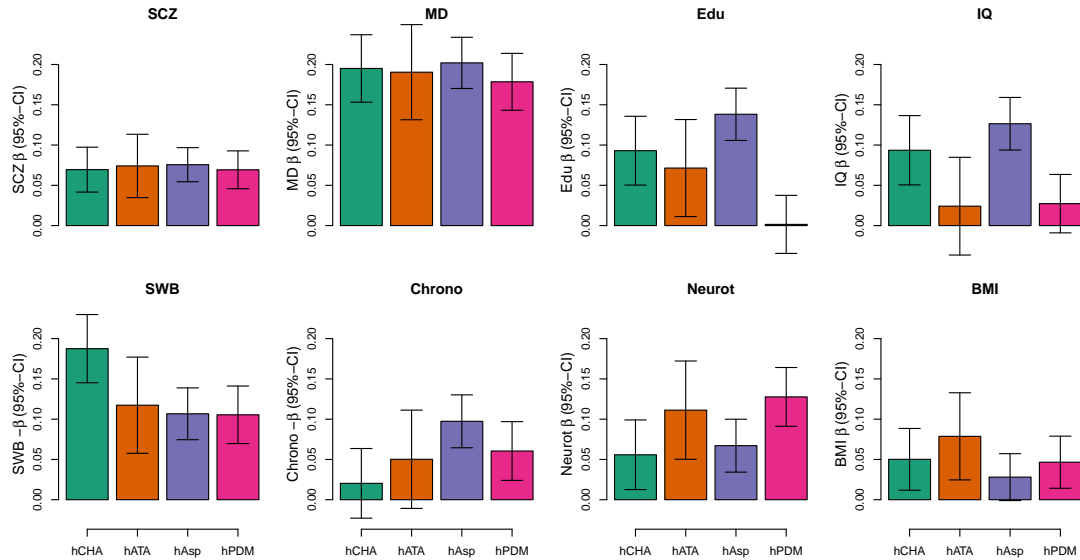 SCZ
MD
Edu
IQ
SCZ β (95%−CI)
0.00 0.05 0.10 0.15 0.20
MD β (95%−CI)
0.00 0.05 0.10 0.15 0.20
Edu β (95%−CI)
0.00 0.05 0.10 0.15 0.20
IQ β (95%−CI)
0.00 0.05 0.10 0.15 0.20
SWB
Chrono
Neurot
BMI
SWB −β (95%−CI)
0.00 0.05 0.10 0.15 0.20
Chrono −β (95%−CI)
0.00 0.05 0.10 0.15 0.20
Neurot β (95%−CI)
0.00 0.05 0.10 0.15 0.20
BMI β (95%−CI)
0.00 0.05 0.10 0.15 0.20
hCHA hATA hAsp hPDM
hCHA hATA hAsp hPDM
hCHA hATA hAsp hPDM
hCHA hATA hAsp hPDM